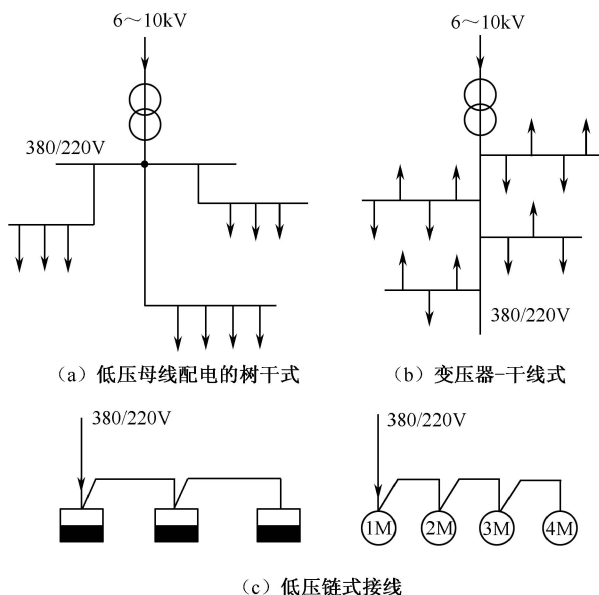 6～10kV
6～10kV
380/220V
380/220V
（a）低压母线配电的树干式
（b）变压器-干线式
380/220V
380/220V
1M 2M 3M 4M
（c）低压链式接线